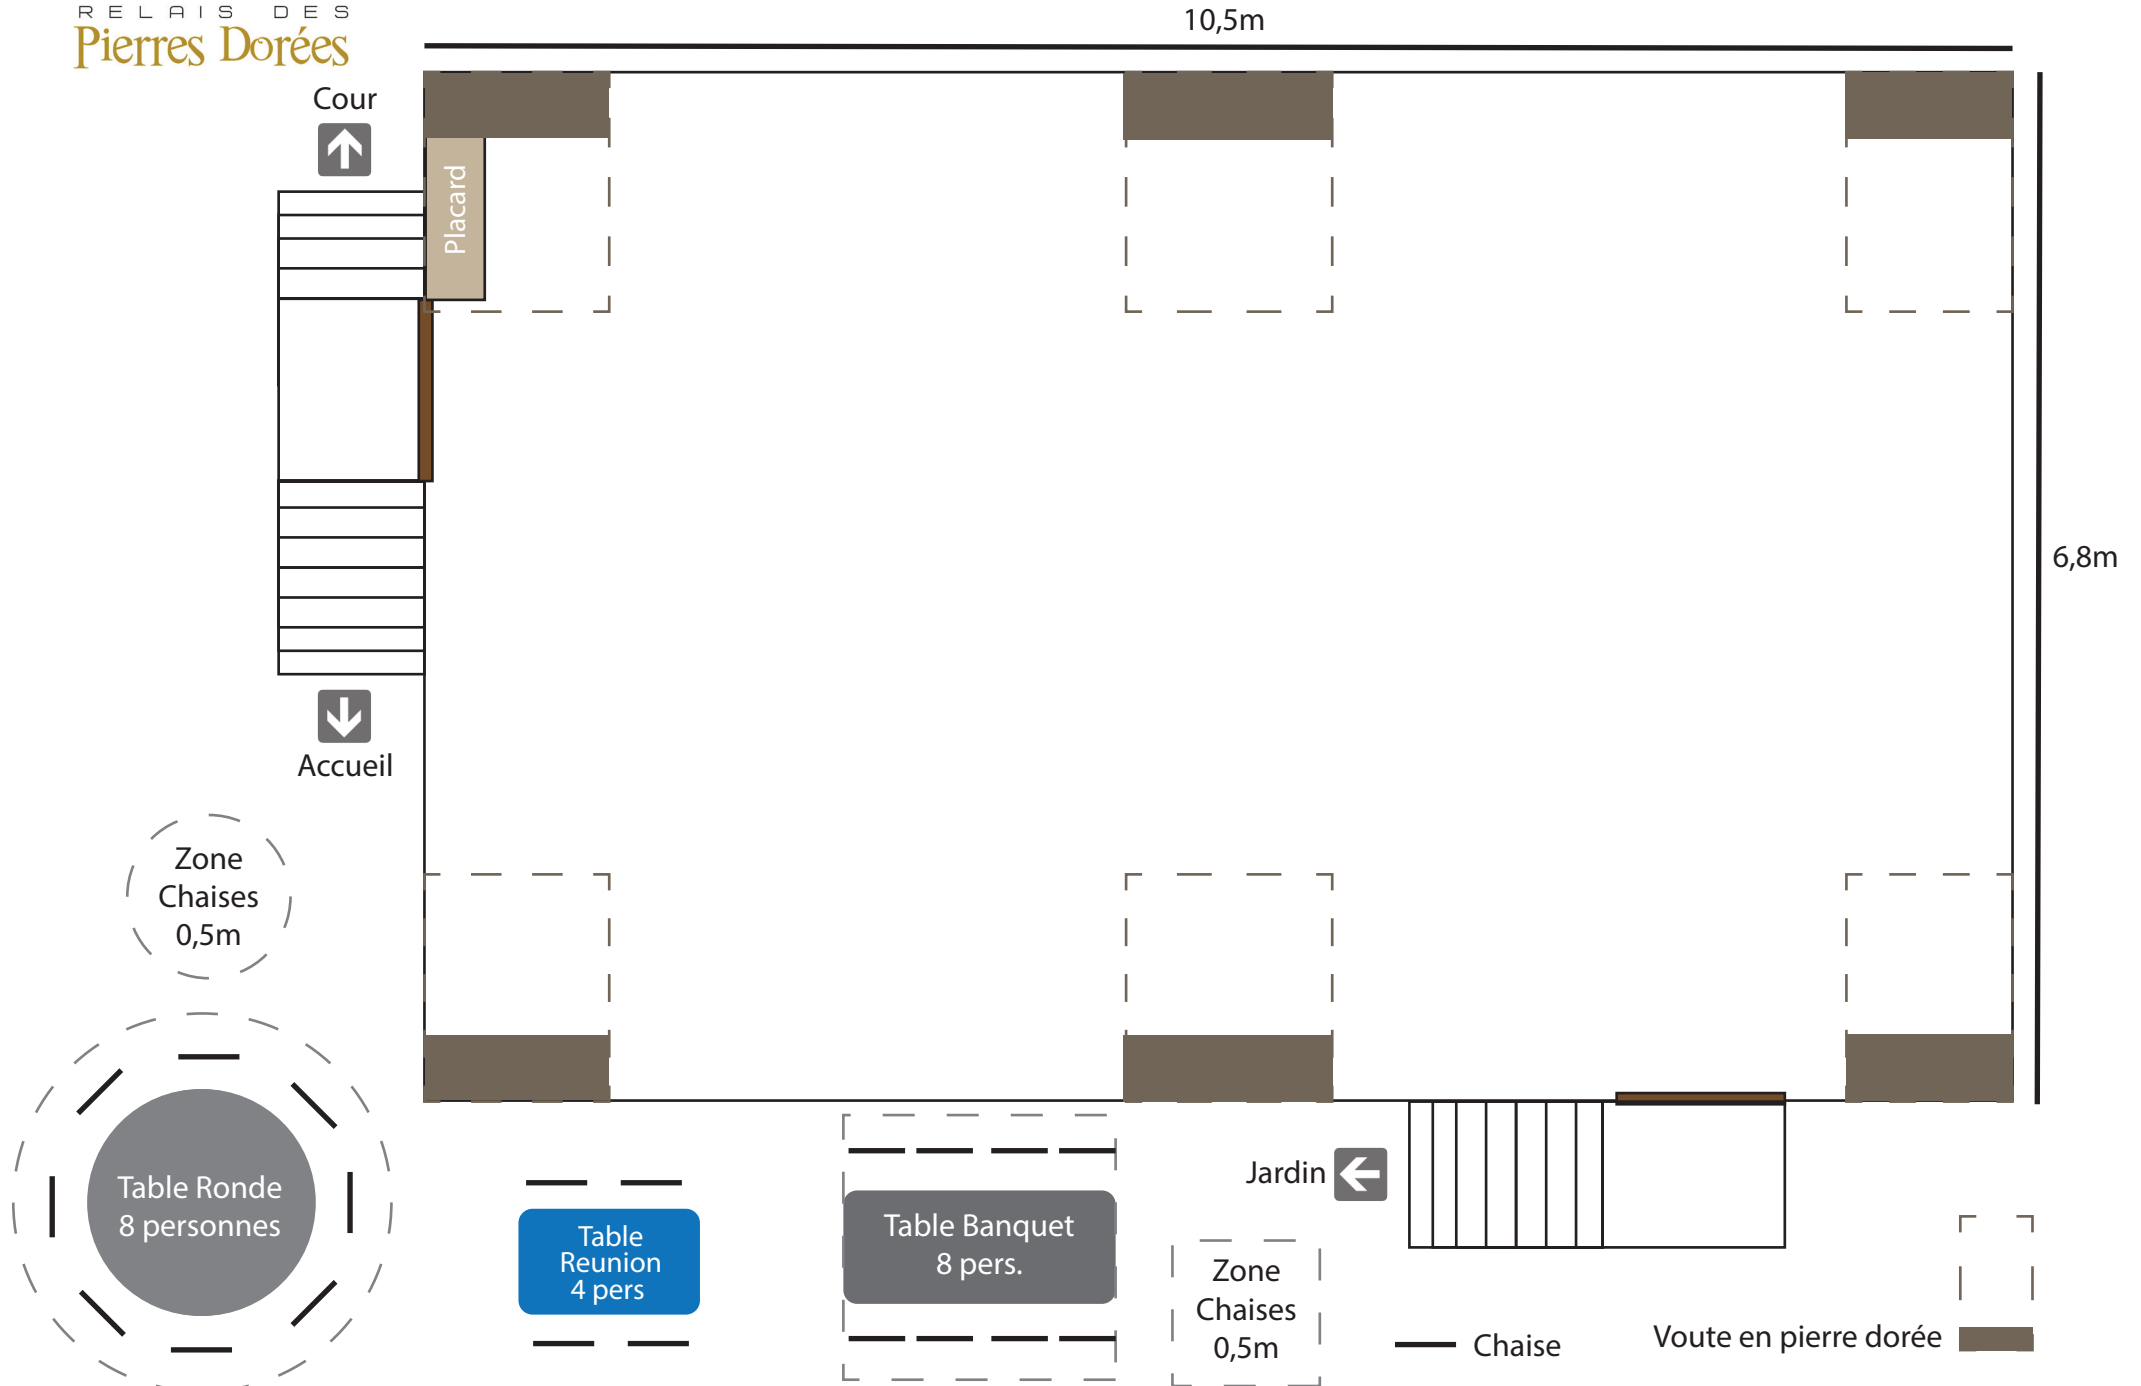 RELAIS DES
Pierres Dorées
10,5m
Cour
Placard
6,8m
Accueil
Zone
Chaises
0,5m
Table Ronde
8 personnes
Table
Reunion
4 pers
Table Banquet
8 pers.
Jardin
Zone
Chaises
0,5m
Chaise
Voute en pierre dorée